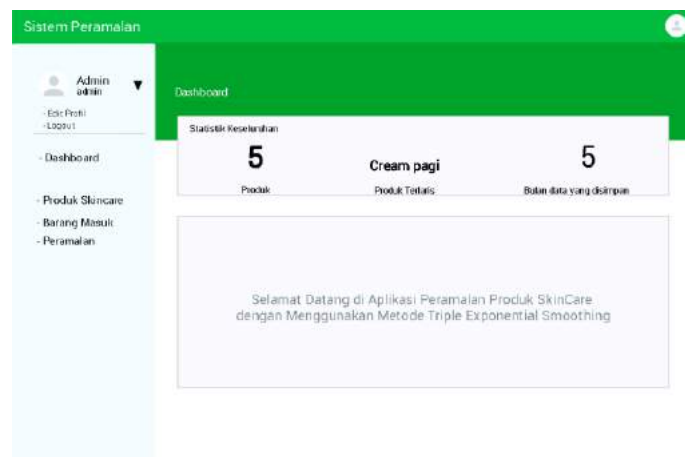 Sistem Peramalan
Admin
admin
- Edit Profil
- Logout
- Dashboard
- Produk Skincare
- Barang Masuk
- Peramalan
Dashboard
Statistik Keseluruhan
5
Produk
Cream pagi
Produk Terlaris
5
Bulan data yang disimpan
Selamat Datang di Aplikasi Peramalan Produk SkinCare
dengan Menggunakan Metode Triple Exponential Smoothing